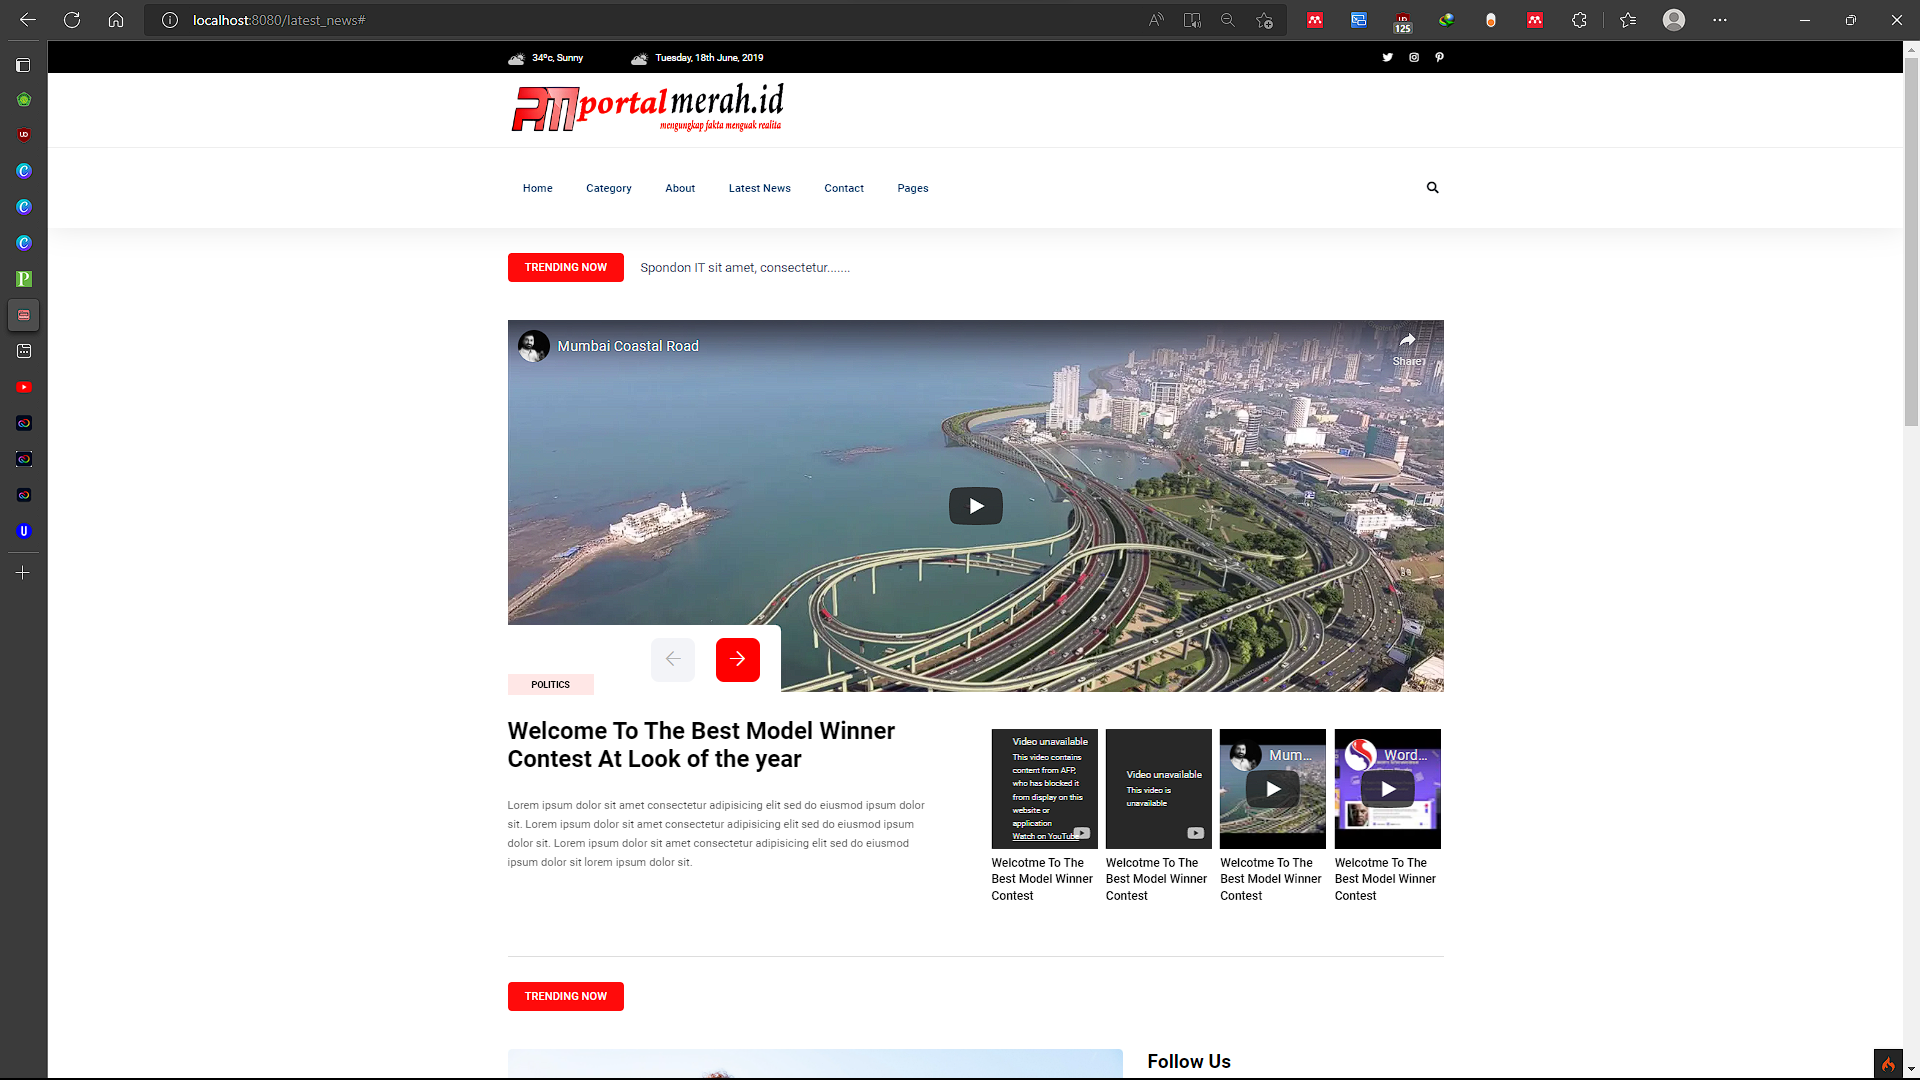 localhost:8080/latest_news#
125
34ºc, Sunny
Tuesday, 18th June, 2019
PM portalmerah.id
mengungkap fakta menguak realita
Home
Category
About
Latest News
Contact
Pages
TRENDING NOW
Spondon IT sit amet, consectetur.......
Mumbai Coastal Road
Share
POLITICS
Welcome To The Best Model Winner
Contest At Look of the year
Lorem ipsum dolor sit amet consectetur adipisicing elit sed do eiusmod ipsum dolor
sit. Lorem ipsum dolor sit amet consectetur adipisicing elit sed do eiusmod ipsum
dolor sit. Lorem ipsum dolor sit amet consectetur adipisicing elit sed do eiusmod
ipsum dolor sit lorem ipsum dolor sit.
Video unavailable
This video contains
content from AFP,
who has blocked it
from display on this
website or
application
Watch on YouTube
Welcotme To The
Best Model Winner
Contest
Video unavailable
This video is
unavailable
Welcotme To The
Best Model Winner
Contest
Mum...
Welcotme To The
Best Model Winner
Contest
Word...
Welcotme To The
Best Model Winner
Contest
TRENDING NOW
Follow Us